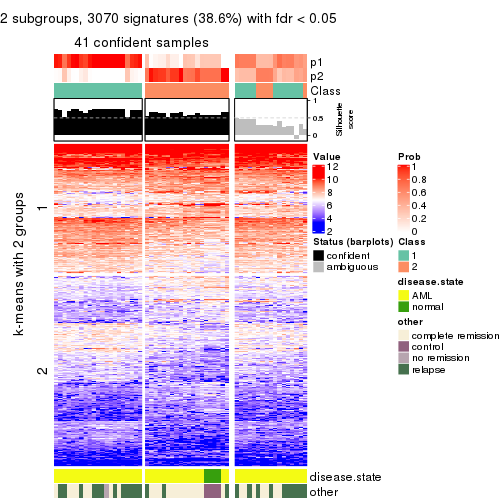 2 subgroups, 3070 signatures (38.6%) with fdr < 0.05
41 confident samples
p1
p2
Class
1
0.5
0
Silhouette
score
k-means with 2 groups
1
2
Value
12
10
8
6
4
2
Prob
1
0.8
0.6
0.4
0.2
0
Status (barplots)
confident
ambiguous
Class
1
2
disease.state
AML
normal
other
complete remission
control
no remission
relapse
disease.state
other